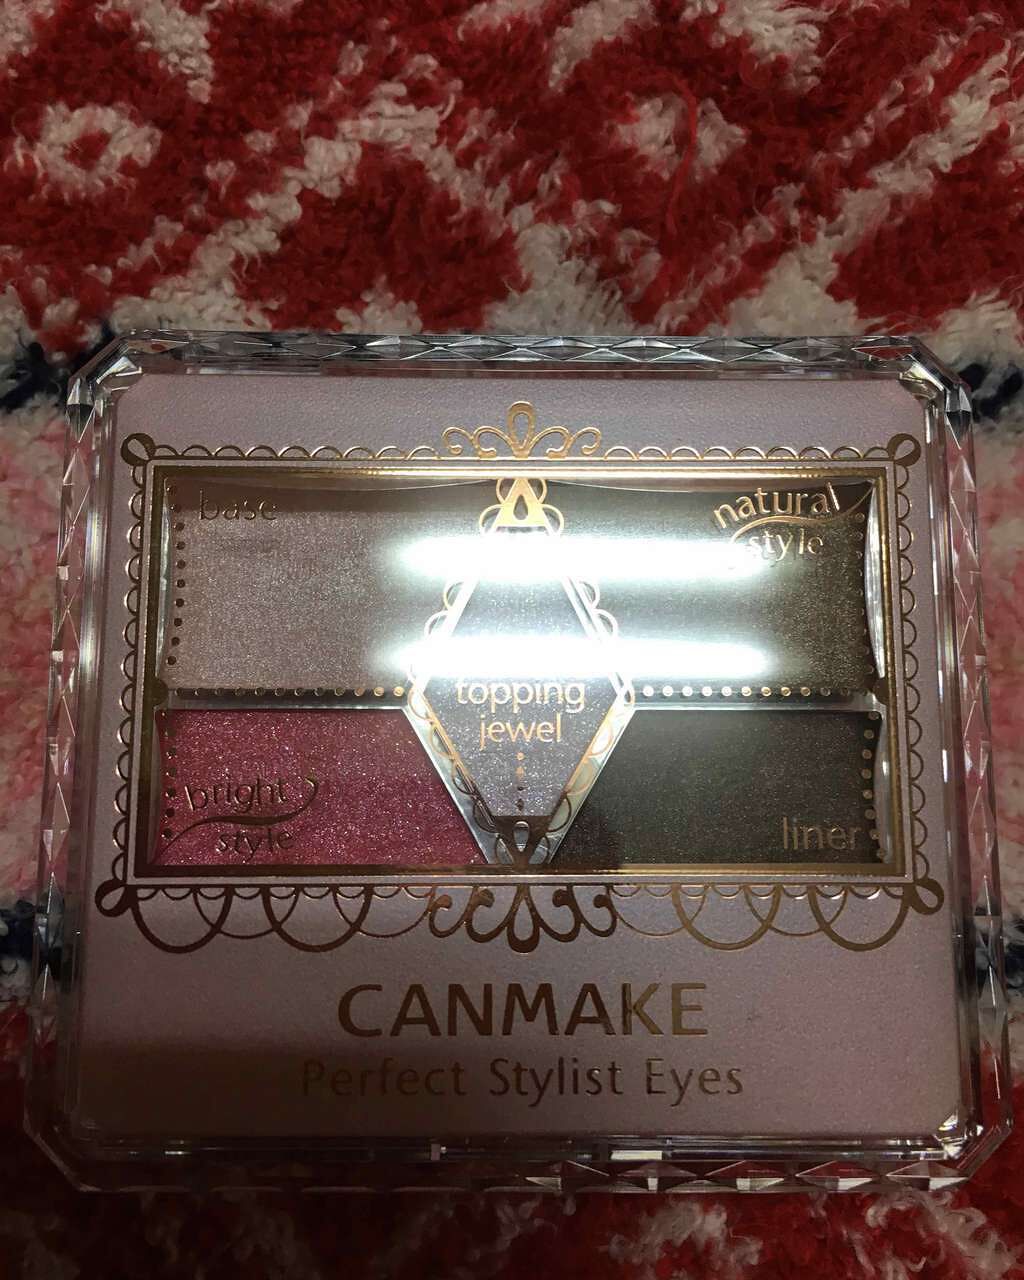 base
natural
style
topping
jewel
bright
style
liner
CANMAKE
Perfect Stylist Eyes